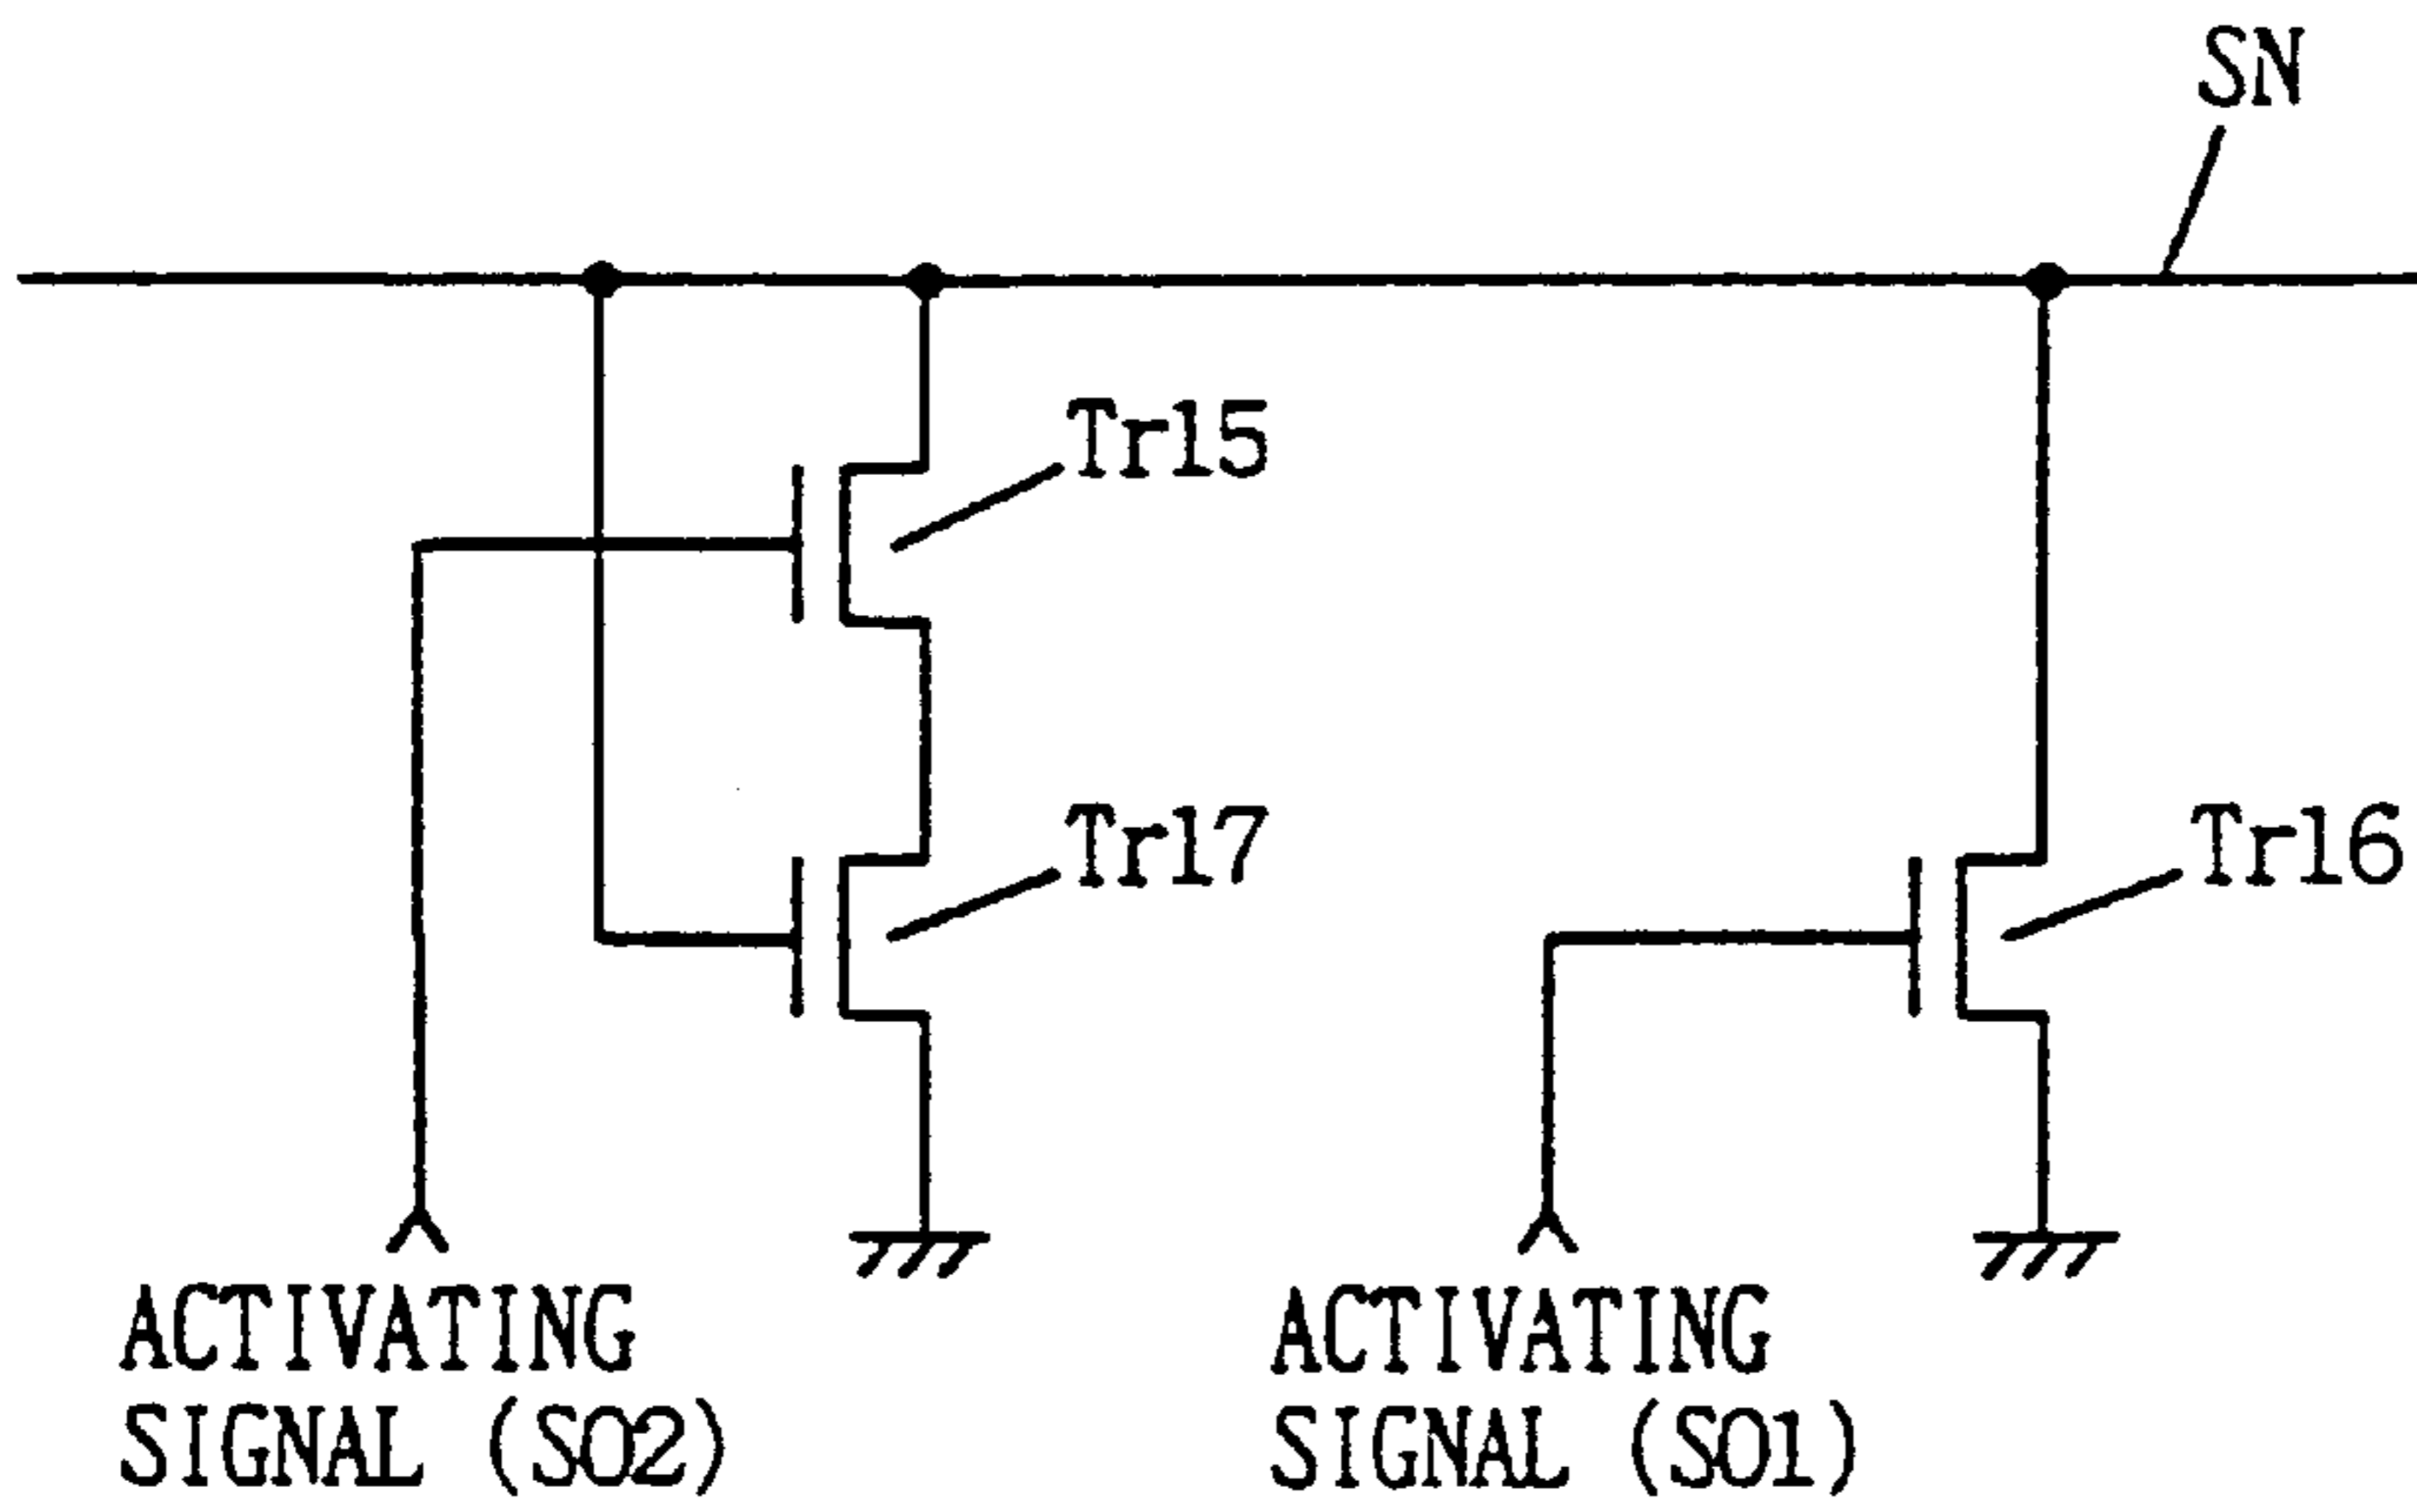 SN
Tr15
Tr17
Tr16
ACTIVATING
SIGNAL (SO2)
ACTIVATING
SIGNAL (SO1)